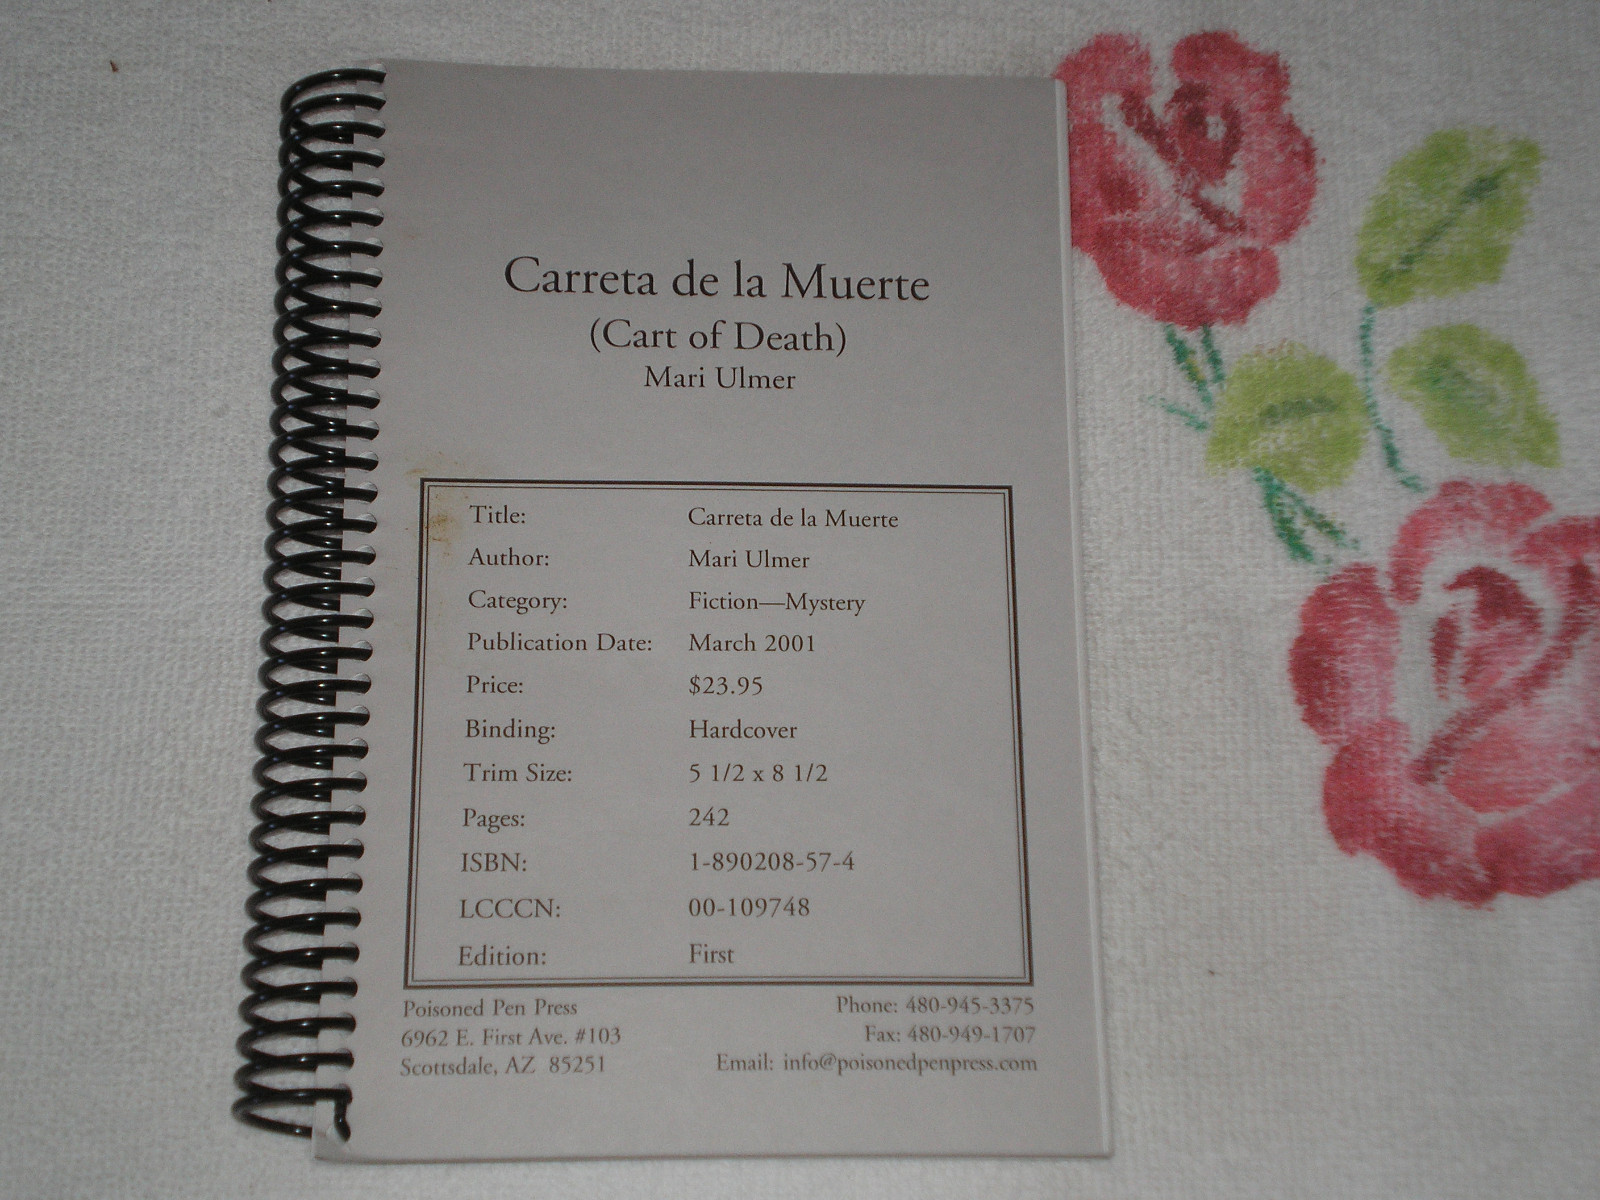 Carreta de la Muerte
(Cart of Death)
Mari Ulmer
Title: Carreta de la Muerte
Author: Mari Ulmer
Category: Fiction—Mystery
Publication Date: March 2001
Price: $23.95
Binding: Hardcover
Trim Size: 5 1/2 x 8 1/2
Pages: 242
ISBN: 1-890208-57-4
LCCCN: 00-109748
Edition: First
Poisoned Pen Press Phone: 480-945-3375
6962 E. First Ave. #103 Fax: 480-949-1707
Scottsdale, AZ 85251 Email: info@poisonedpenpress.com